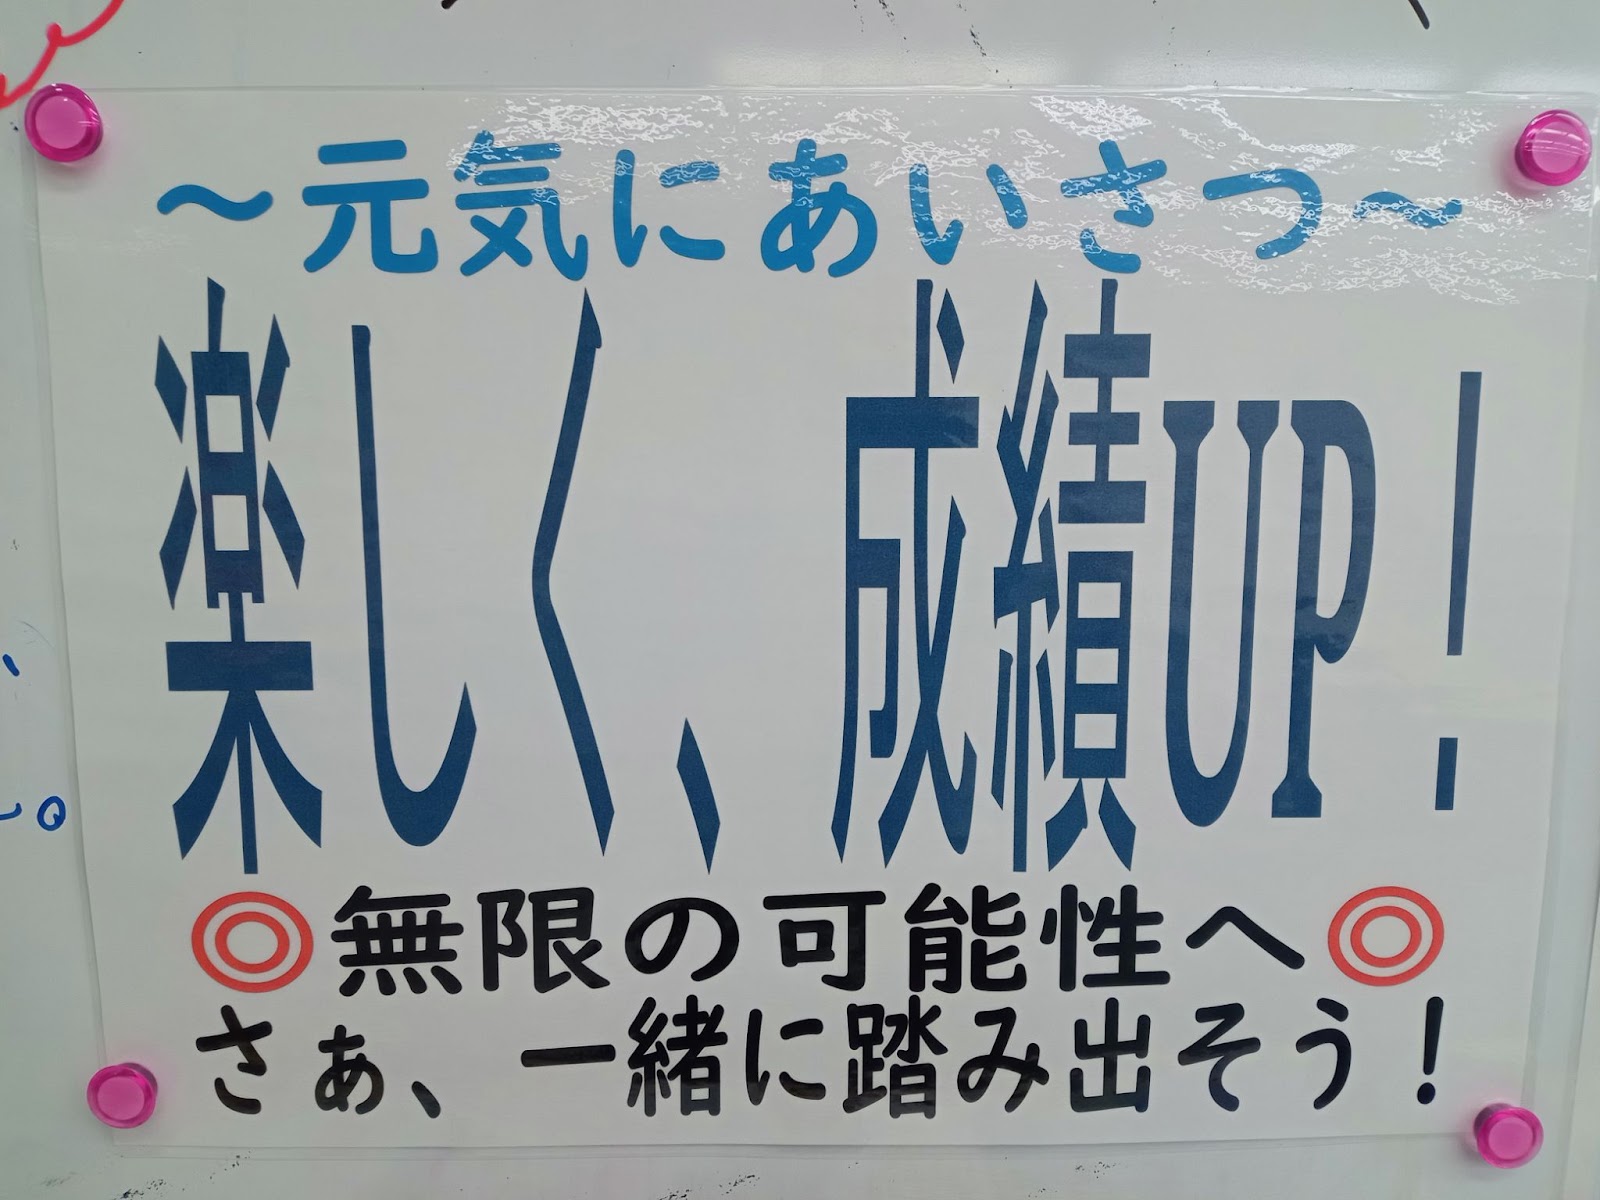 ～元気にあいさつ～
楽しく、成績UP！
◎無限の可能性へ◎
さぁ、一緒に踏み出そう！